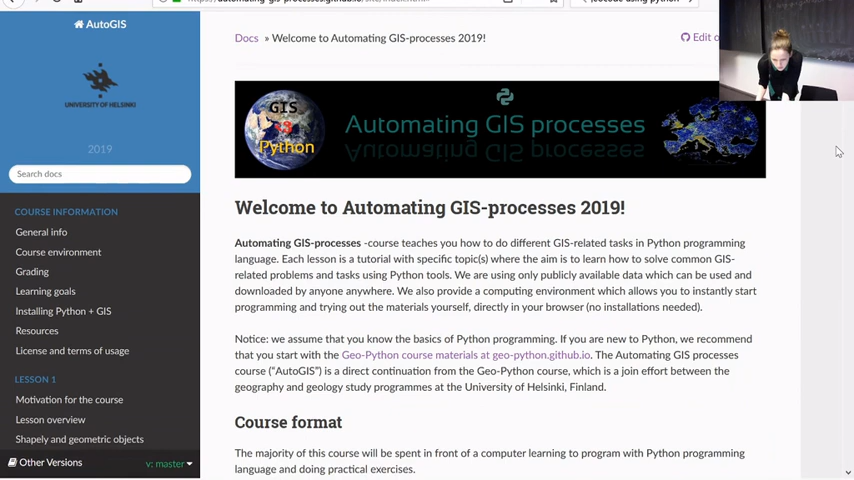 AutoGIS
UNIVERSITY OF HELSINKI
2019
Search docs
COURSE INFORMATION
General info
Course environment
Grading
Learning goals
Installing Python + GIS
Resources
License and terms of usage
LESSON 1
Motivation for the course
Lesson overview
Shapely and geometric objects
Other Versions
v: master
Docs » Welcome to Automating GIS-processes 2019!
Edit o
GIS
Python
Automating GIS processes
Welcome to Automating GIS-processes 2019!
Automating GIS-processes -course teaches you how to do different GIS-related tasks in Python programming
language. Each lesson is a tutorial with specific topic(s) where the aim is to learn how to solve common GIS-
related problems and tasks using Python tools. We are using only publicly available data which can be used and
downloaded by anyone anywhere. We also provide a computing environment which allows you to instantly start
programming and trying out the materials yourself, directly in your browser (no installations needed).
Notice: we assume that you know the basics of Python programming. If you are new to Python, we recommend
that you start with the Geo-Python course materials at geo-python.github.io. The Automating GIS processes
course ("AutoGIS") is a direct continuation from the Geo-Python course, which is a join effort between the
geography and geology study programmes at the University of Helsinki, Finland.
Course format
The majority of this course will be spent in front of a computer learning to program with Python programming
language and doing practical exercises.